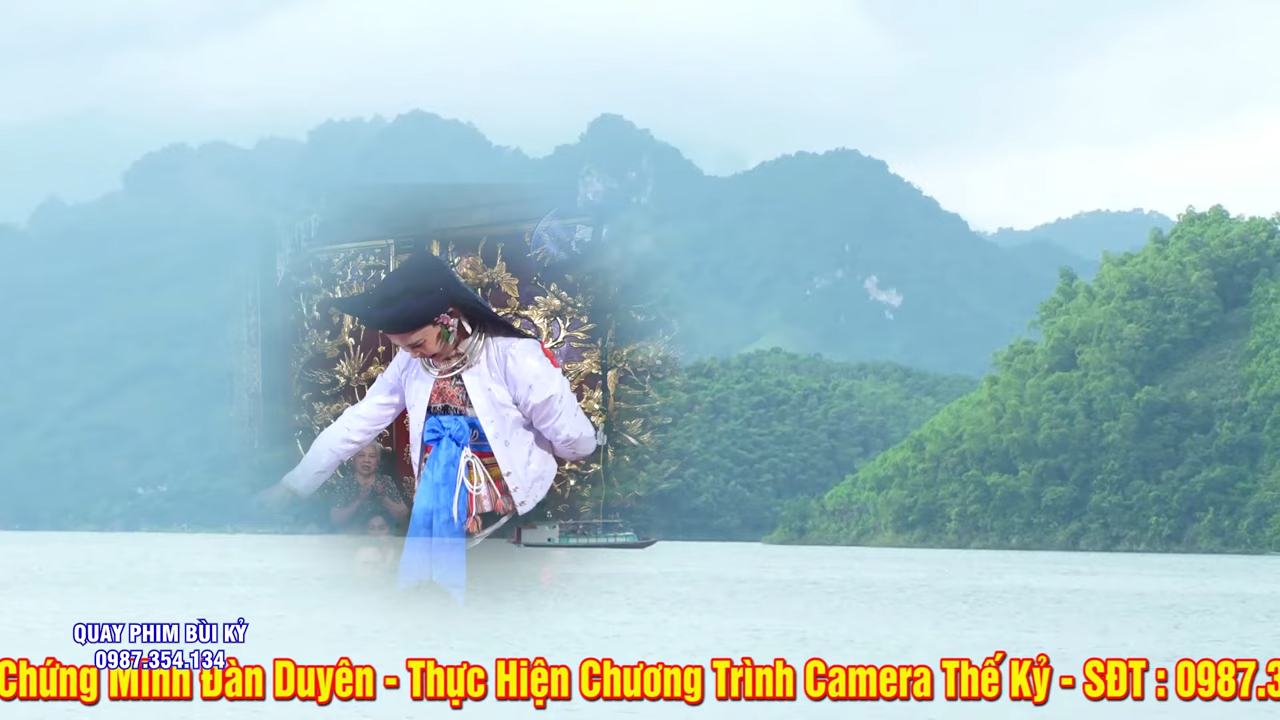 QUAY PHIM BÙI KỶ
0987.354.134
Chứng Minh Đàn Duyên - Thực Hiện Chương Trình Camera Thế Kỷ - SĐT : 0987.3